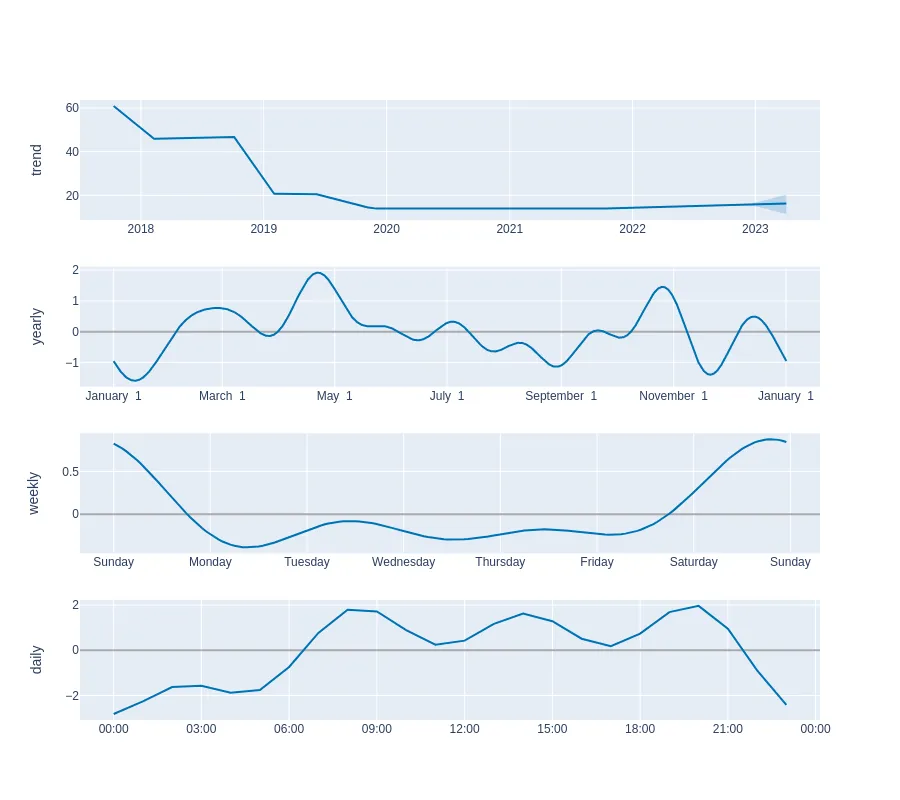 60
40
20
trend
2018 2019 2020 2021 2022 2023
2
1
0
−1
yearly
January 1 March 1 May 1 July 1 September 1 November 1 January 1
0.5
0
weekly
Sunday Monday Tuesday Wednesday Thursday Friday Saturday Sunday
2
0
−2
daily
00:00 03:00 06:00 09:00 12:00 15:00 18:00 21:00 00:00